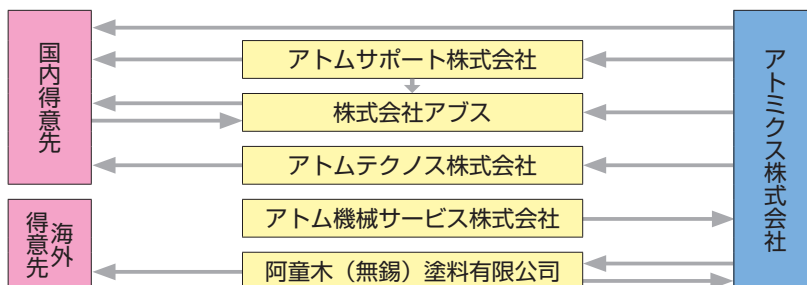 国内得意先
海外
得意先
アトムサポート株式会社
株式会社アブス
アトムテクノス株式会社
アトム機械サービス株式会社
阿童木（無錫）塗料有限公司
アトミクス株式会社